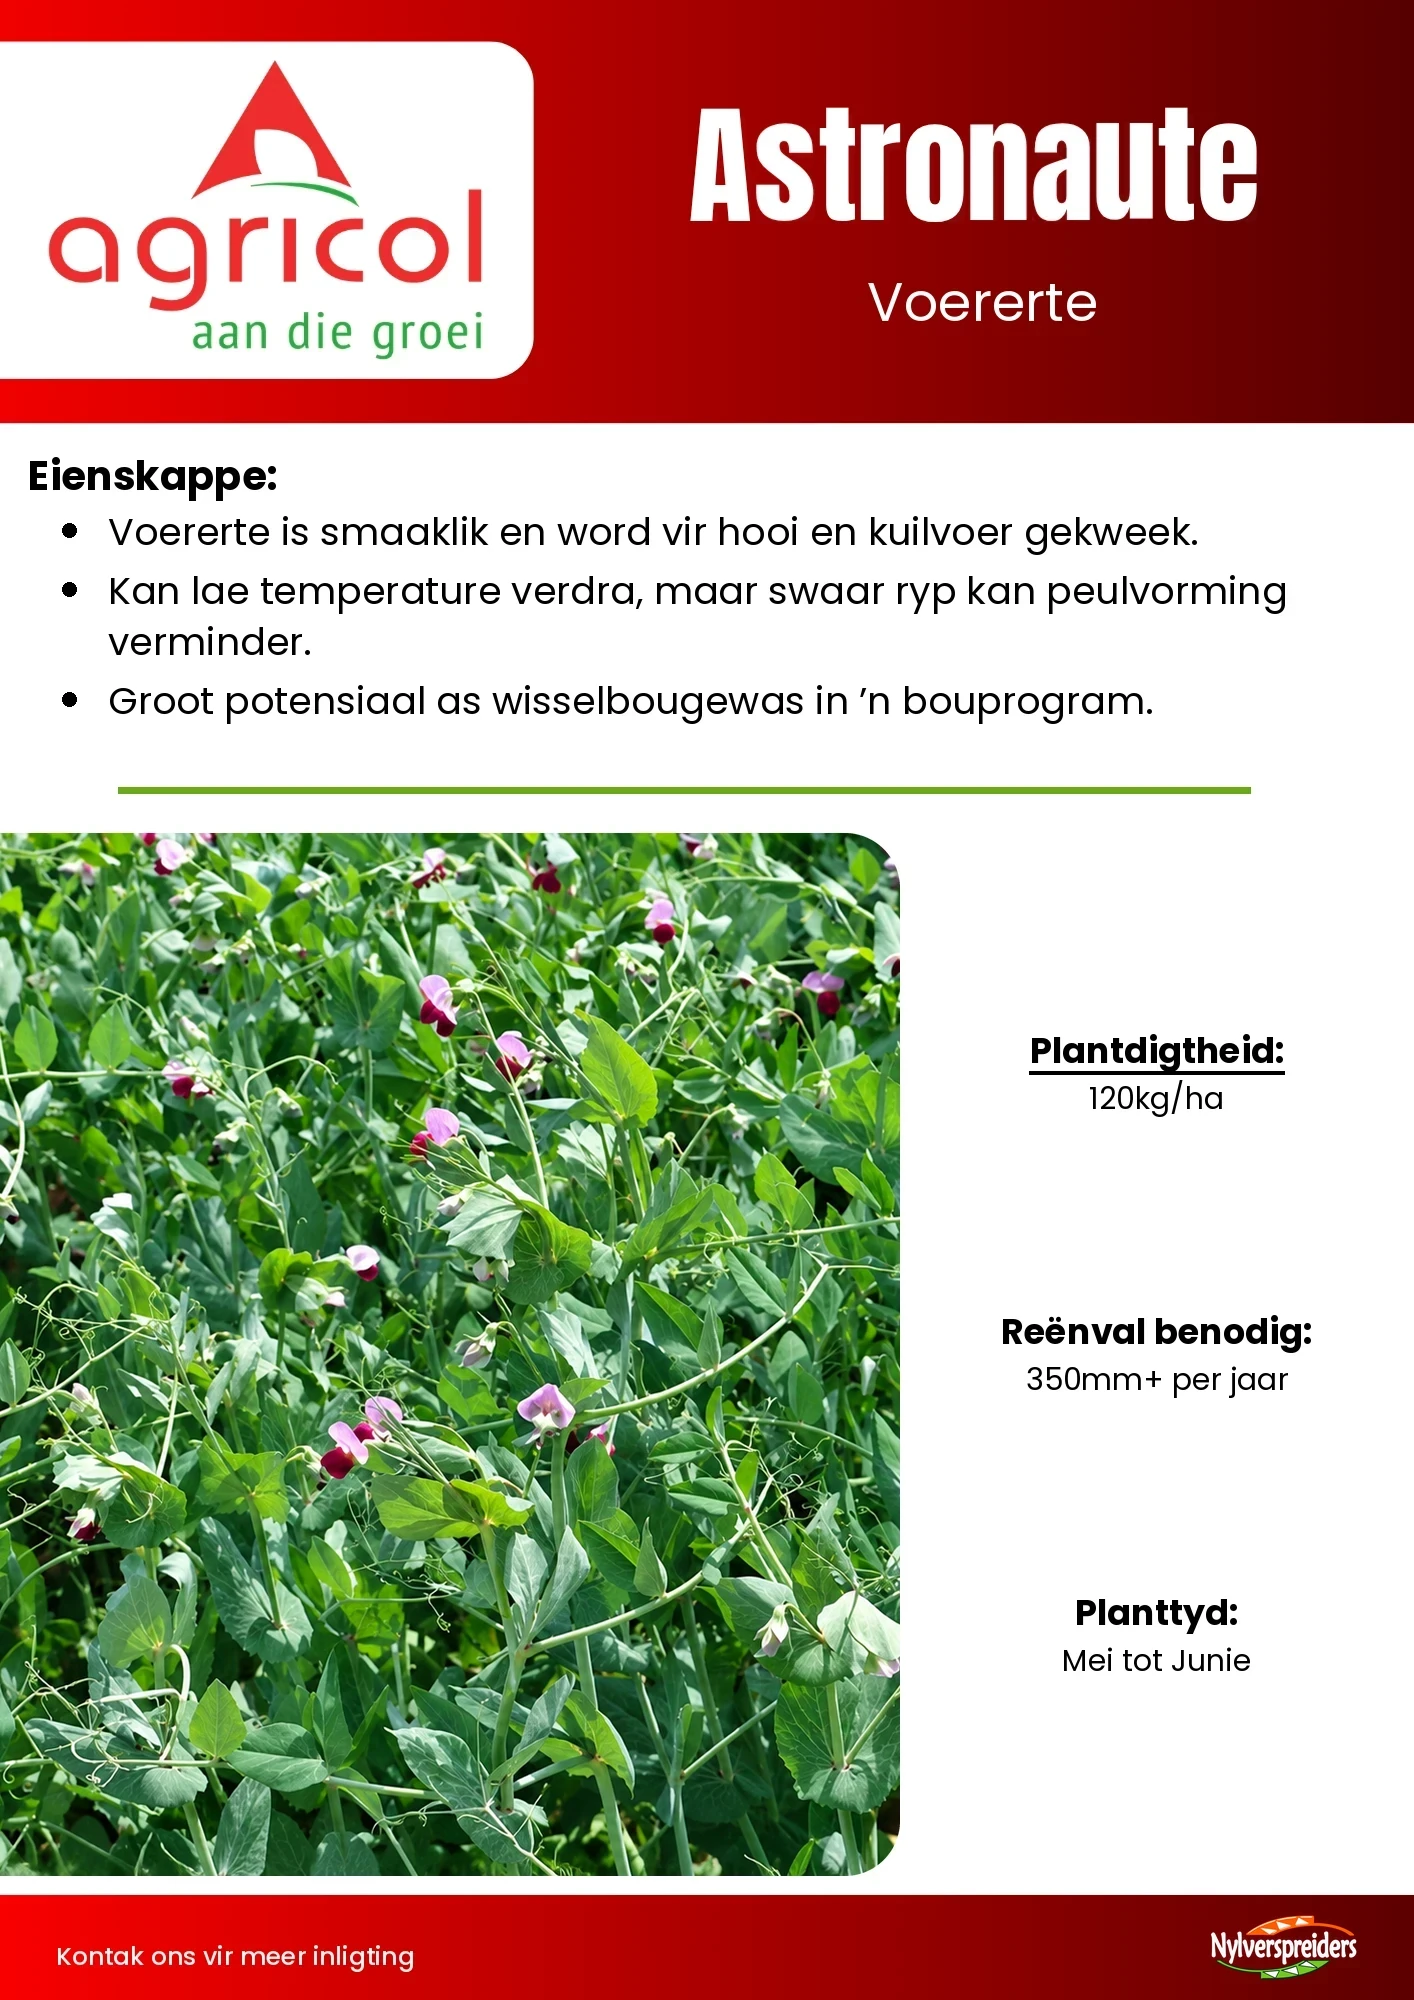 agricol
aan die groei
Astronaute
Voererte
Eienskappe:
• Voererte is smaaklik en word vir hooi en kuilvoer gekweek.
• Kan lae temperature verdra, maar swaar ryp kan peulvorming
verminder.
• Groot potensiaal as wisselbougewas in ’n bouprogram.
Plantdigtheid:
120kg/ha
Reënval benodig:
350mm+ per jaar
Planttyd:
Mei tot Junie
Kontak ons vir meer inligting
Nylverspreiders